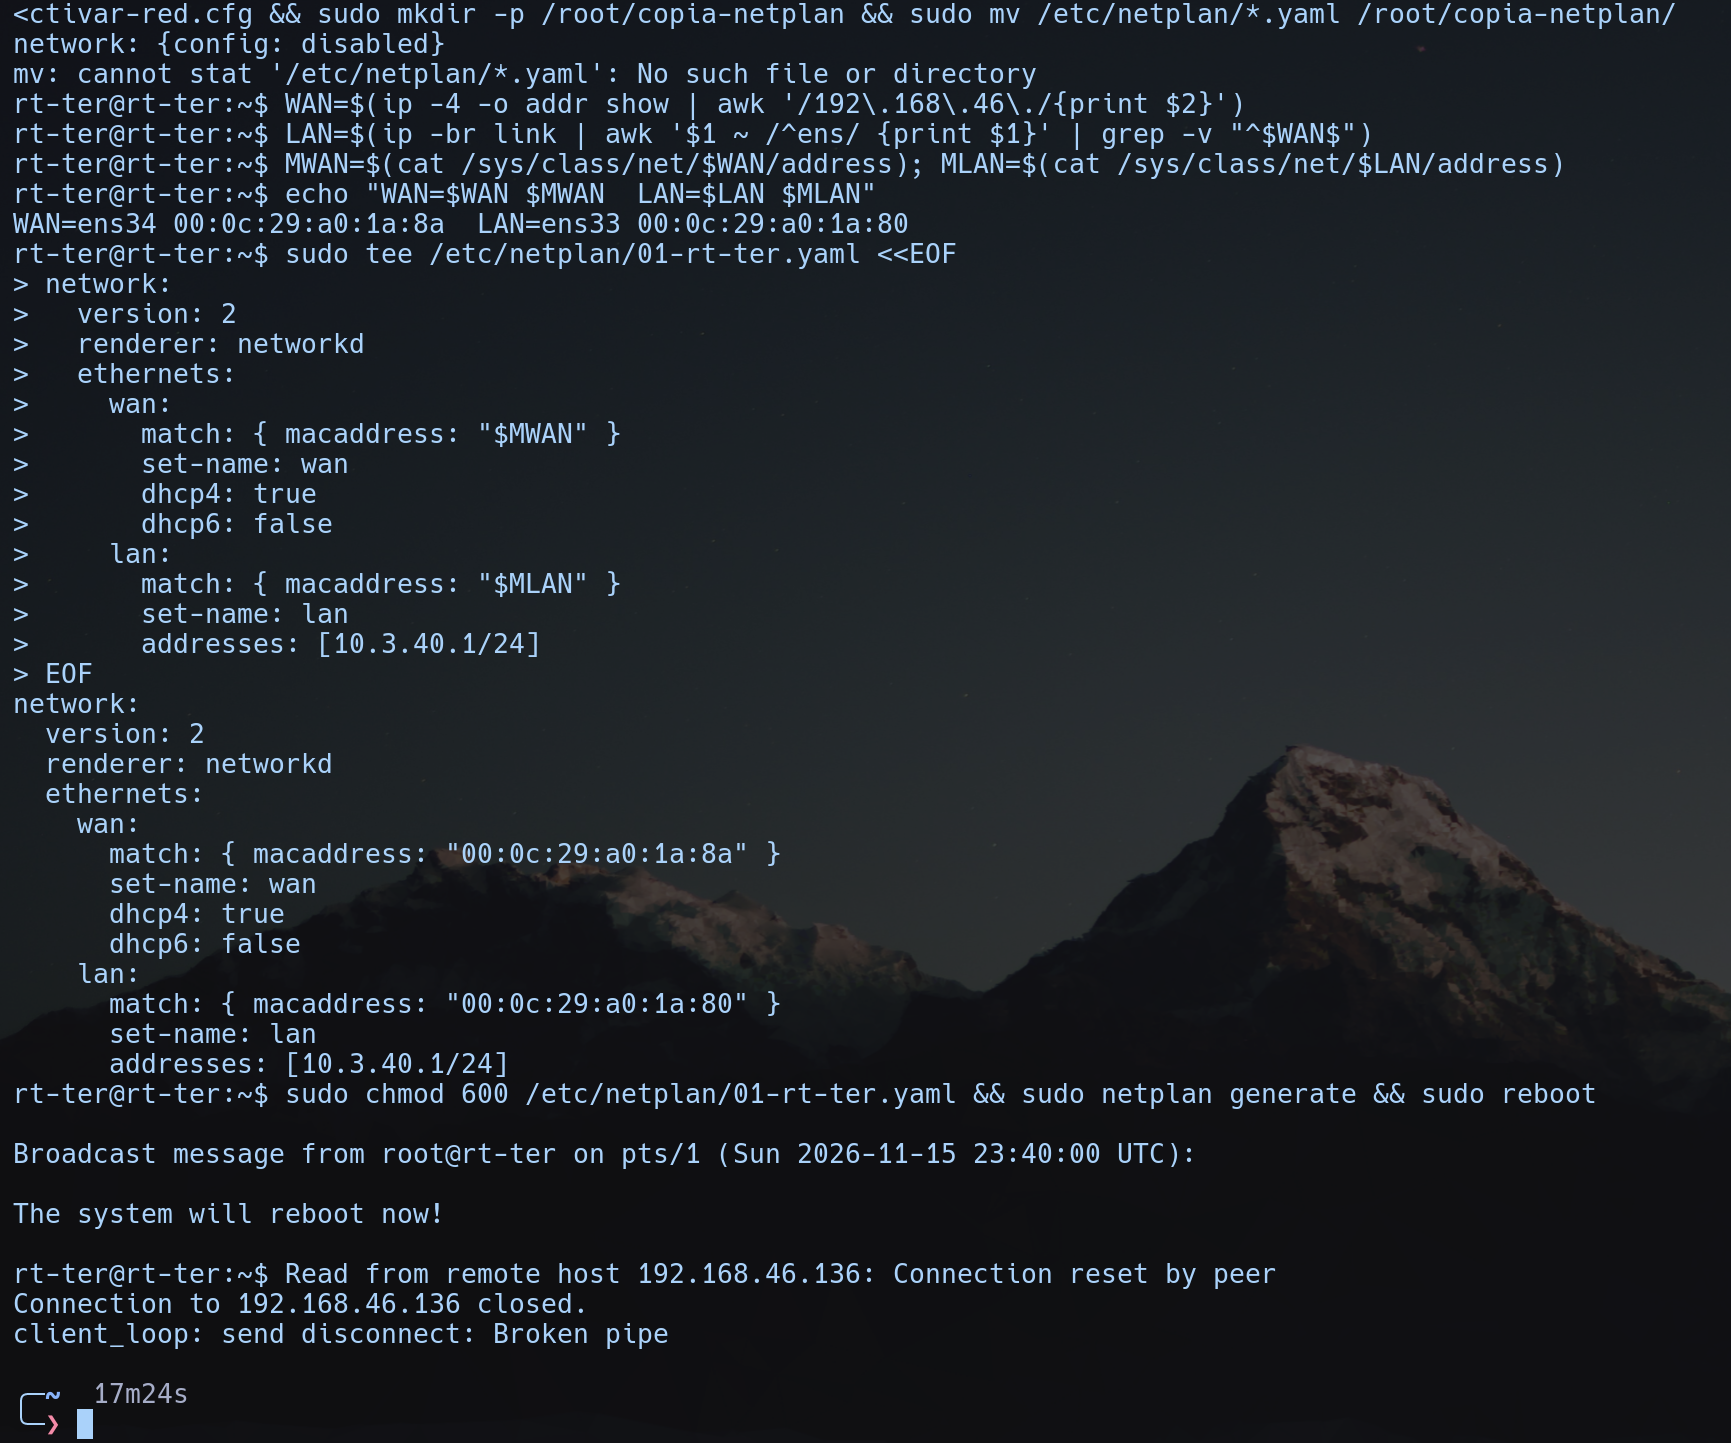 <ctivar-red.cfg && sudo mkdir -p /root/copia-netplan && sudo mv /etc/netplan/*.yaml /root/copia-netplan/
network: {config: disabled}
mv: cannot stat '/etc/netplan/*.yaml': No such file or directory
rt-ter@rt-ter:~$ WAN=$(ip -4 -o addr show | awk '/192\.168\.46\./{print $2}')
rt-ter@rt-ter:~$ LAN=$(ip -br link | awk '$1 ~ /^ens/ {print $1}' | grep -v "^$WAN$")
rt-ter@rt-ter:~$ MWAN=$(cat /sys/class/net/$WAN/address); MLAN=$(cat /sys/class/net/$LAN/address)
rt-ter@rt-ter:~$ echo "WAN=$WAN $MWAN  LAN=$LAN $MLAN"
WAN=ens34 00:0c:29:a0:1a:8a  LAN=ens33 00:0c:29:a0:1a:80
rt-ter@rt-ter:~$ sudo tee /etc/netplan/01-rt-ter.yaml <<EOF
> network:
>   version: 2
>   renderer: networkd
>   ethernets:
>     wan:
>       match: { macaddress: "$MWAN" }
>       set-name: wan
>       dhcp4: true
>       dhcp6: false
>     lan:
>       match: { macaddress: "$MLAN" }
>       set-name: lan
>       addresses: [10.3.40.1/24]
> EOF
network:
  version: 2
  renderer: networkd
  ethernets:
    wan:
      match: { macaddress: "00:0c:29:a0:1a:8a" }
      set-name: wan
      dhcp4: true
      dhcp6: false
    lan:
      match: { macaddress: "00:0c:29:a0:1a:80" }
      set-name: lan
      addresses: [10.3.40.1/24]
rt-ter@rt-ter:~$ sudo chmod 600 /etc/netplan/01-rt-ter.yaml && sudo netplan generate && sudo reboot
Broadcast message from root@rt-ter on pts/1 (Sun 2026-11-15 23:40:00 UTC):
The system will reboot now!
rt-ter@rt-ter:~$ Read from remote host 192.168.46.136: Connection reset by peer
Connection to 192.168.46.136 closed.
client_loop: send disconnect: Broken pipe
╭─~  17m24s
╰─❯